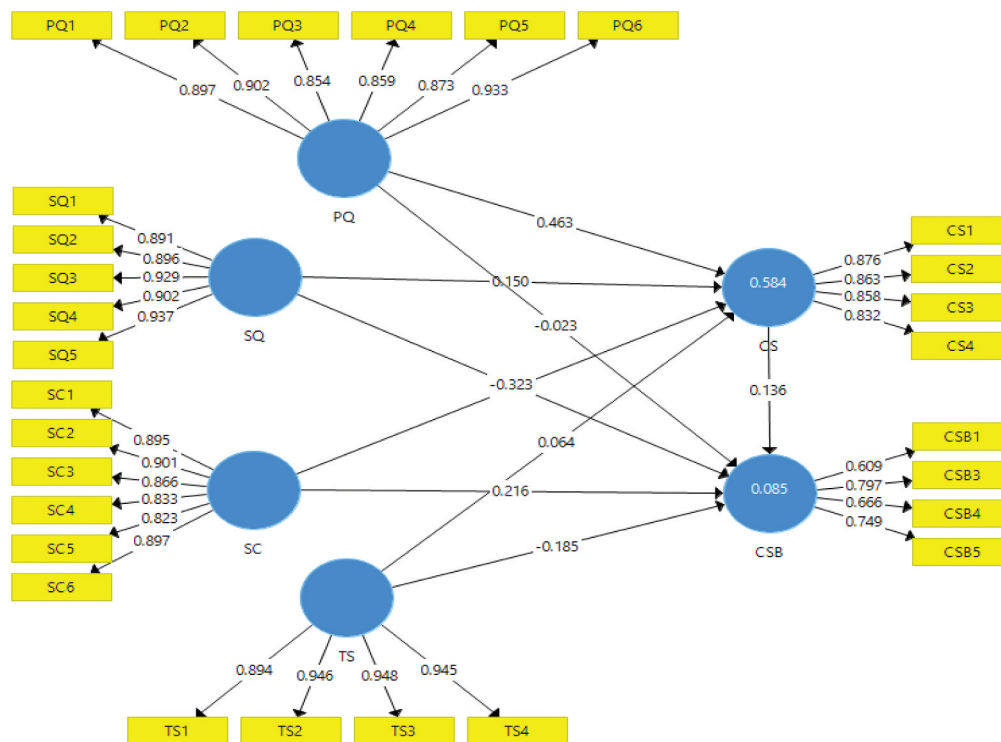 PQ1 PQ2 PQ3 PQ4 PQ5 PQ6
0.897 0.902 0.854 0.859 0.873 0.933
PQ
SQ1
SQ2
SQ3
SQ4
SQ5
0.891
0.896
0.929
0.902
0.937
SQ
SC1
SC2
SC3
SC4
SC5
SC6
0.895
0.901
0.866
0.833
0.823
0.897
SC
TS
0.894 0.946 0.948 0.945
TS1 TS2 TS3 TS4
0.463
0.150
-0.023
-0.323
0.064
0.216
-0.185
0.584
CS
0.136
0.085
CSB
0.876
0.863
0.858
0.832
CS1
CS2
CS3
CS4
0.609
0.797
0.666
0.749
CSB1
CSB3
CSB4
CSB5